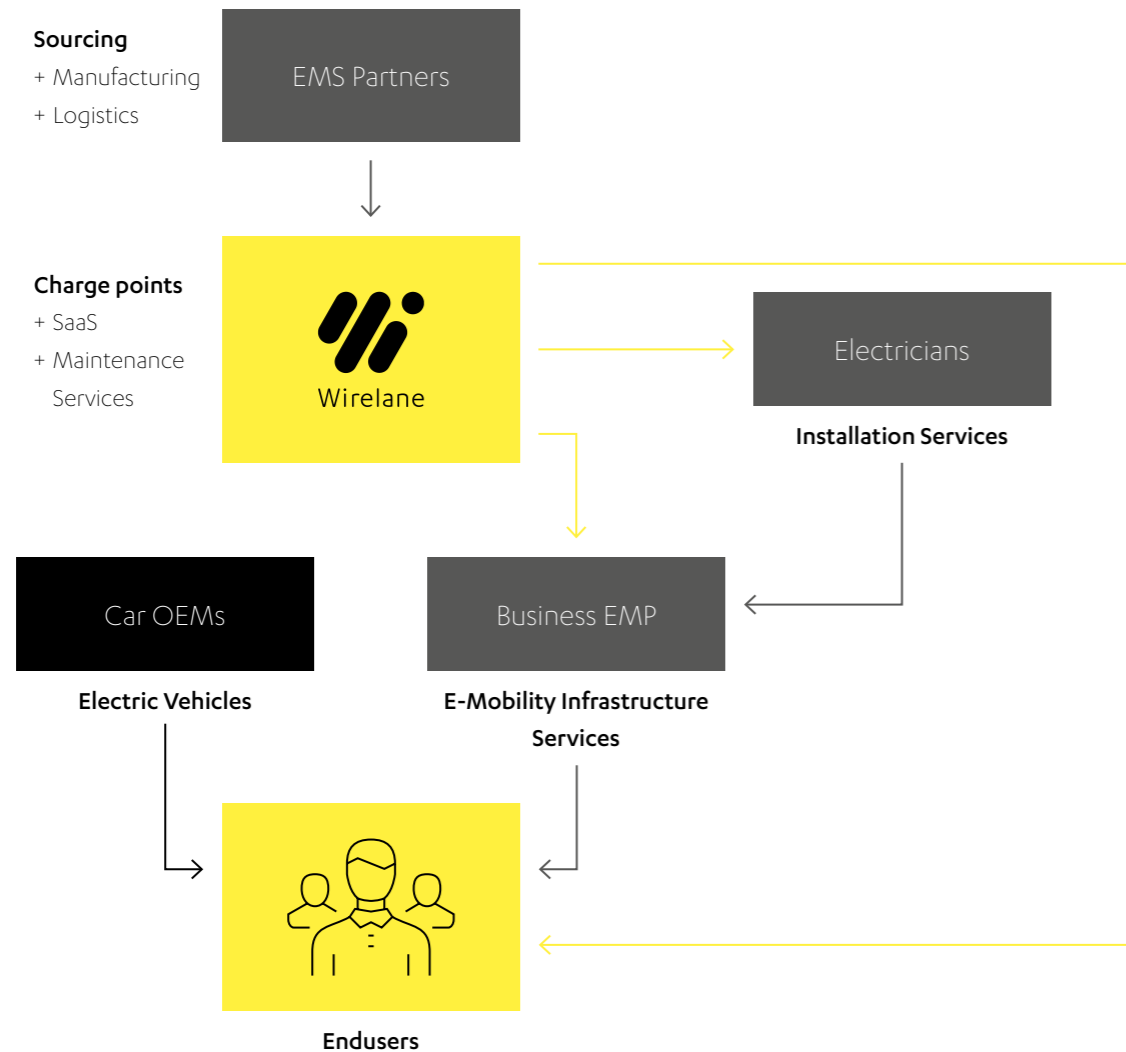 Sourcing
+ Manufacturing
+ Logistics
EMS Partners
Charge points
+ SaaS
+ Maintenance
Services
Wirelane
Electricians
Installation Services
Car OEMs
Electric Vehicles
Business EMP
E-Mobility Infrastructure
Services
Endusers